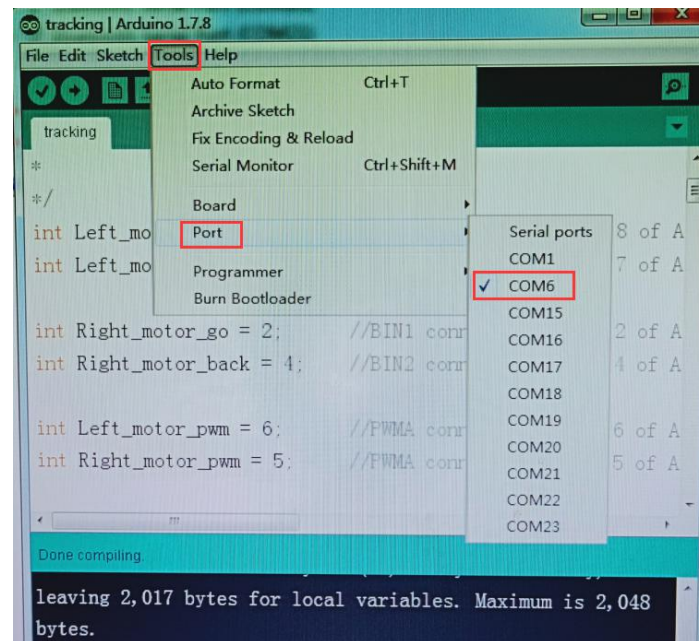 tracking | Arduino 1.7.8
File Edit Sketch Tools Help
Auto Format Ctrl+T
Archive Sketch
Fix Encoding & Reload
Serial Monitor Ctrl+Shift+M
Board
Port
Programmer
Burn Bootloader
Serial ports
COM1
COM6
COM15
COM16
COM17
COM18
COM19
COM20
COM21
COM22
COM23
tracking
*
*/
int Left_mo 8 of A
int Left_mo 7 of A
int Right_motor_go = 2; //BIN1 conn 2 of A
int Right_motor_back = 4; //BIN2 conn 4 of A
int Left_motor_pwm = 6; //PWMA conn 6 of A
int Right_motor_pwm = 5; //PWMA conn 5 of A
Done compiling.
leaving 2,017 bytes for local variables. Maximum is 2,048
bytes.